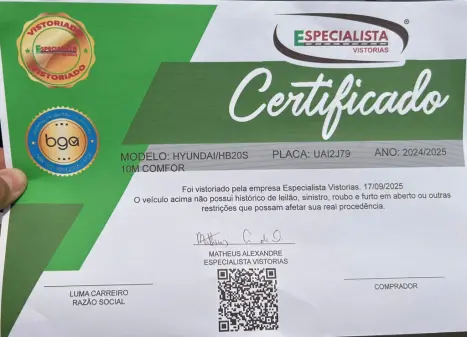 VISTORIADO
ESPECIALISTA
VISTORIADO
ESPECIALISTA
VISTORIAS
Certificado
bga
MODELO: HYUNDAI/HB20S PLACA: UAI2J79 ANO: 2024/2025
10M COMFOR
Foi vistoriado pela empresa Especialista Vistorias. 17/09/2025
O veículo acima não possui histórico de leilão, sinistro, roubo e furto em aberto ou outras
restrições que possam afetar sua real procedência.
MATHEUS ALEXANDRE
ESPECIALISTA VISTORIAS
LUMA CARREIRO
RAZÃO SOCIAL
COMPRADOR